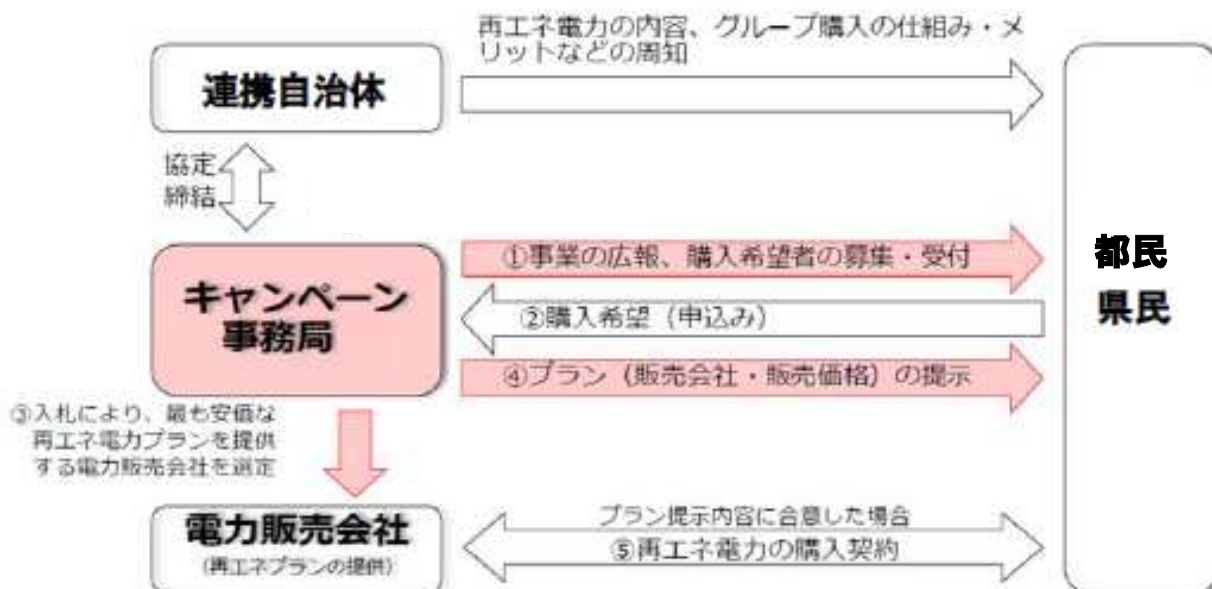 再エネ電力の内容、グループ購入の仕組み・メ
リットなどの周知
連携自治体
協定
締結
①事業の広報、購入希望者の募集・受付
キャンペーン
事務局
②購入希望（申込み）
④プラン（販売会社・販売価格）の提示
都民
県民
③入札により、最も安価な
再エネ電力プランを提供
する電力販売会社を選定
電力販売会社
（再エネプランの提供）
プラン提示内容に合意した場合
⑤再エネ電力の購入契約